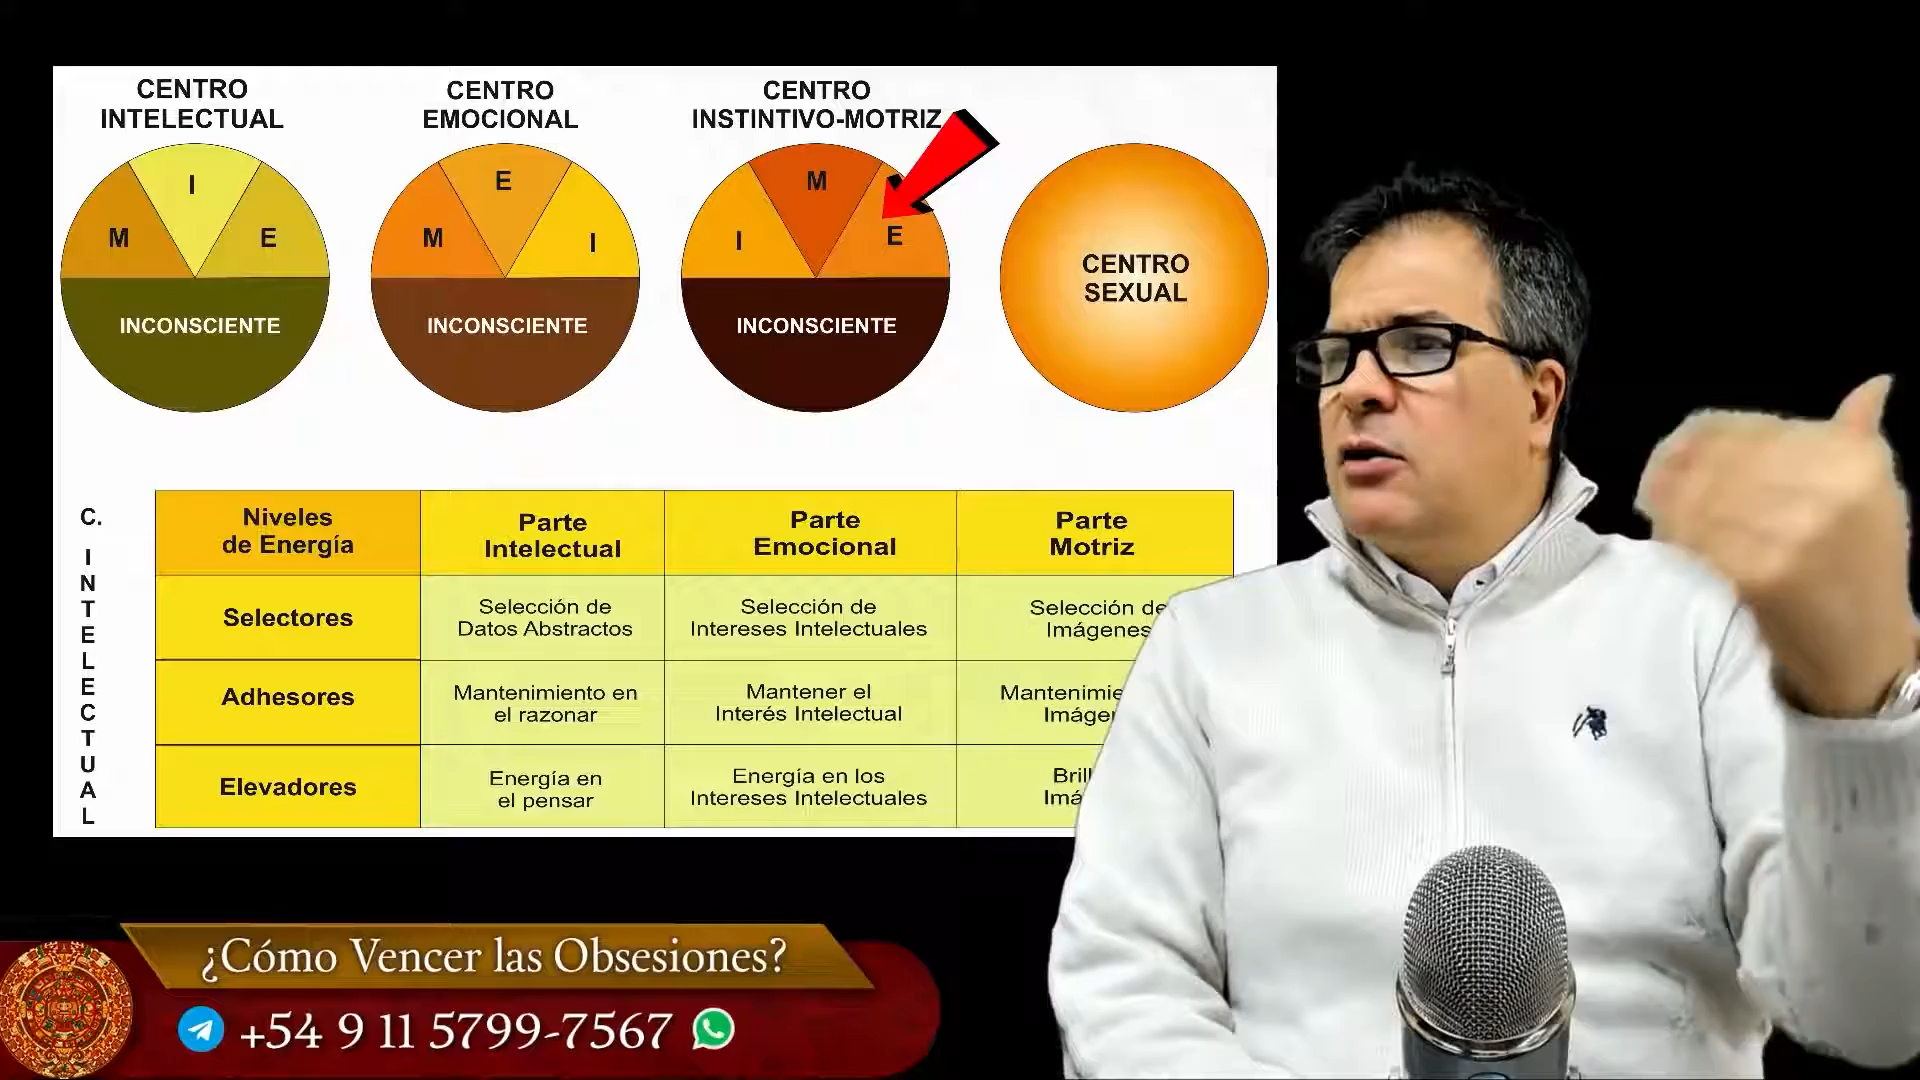 CENTRO
INTELECTUAL
CENTRO
EMOCIONAL
CENTRO
INSTINTIVO-MOTRIZ
I
M
E
INCONSCIENTE
E
M
I
INCONSCIENTE
M
I
E
INCONSCIENTE
CENTRO
SEXUAL
C.
INTELECTUAL
Niveles
de Energía
Parte
Intelectual
Parte
Emocional
Parte
Motriz
Selectores
Selección de
Datos Abstractos
Selección de
Intereses Intelectuales
Selección de
Imágenes
Adhesores
Mantenimiento en
el razonar
Mantener el
Interés Intelectual
Elevadores
Energía en
el pensar
Energía en los
Intereses Intelectuales
¿Cómo Vencer las Obsesiones?
+54 9 11 5799-7567